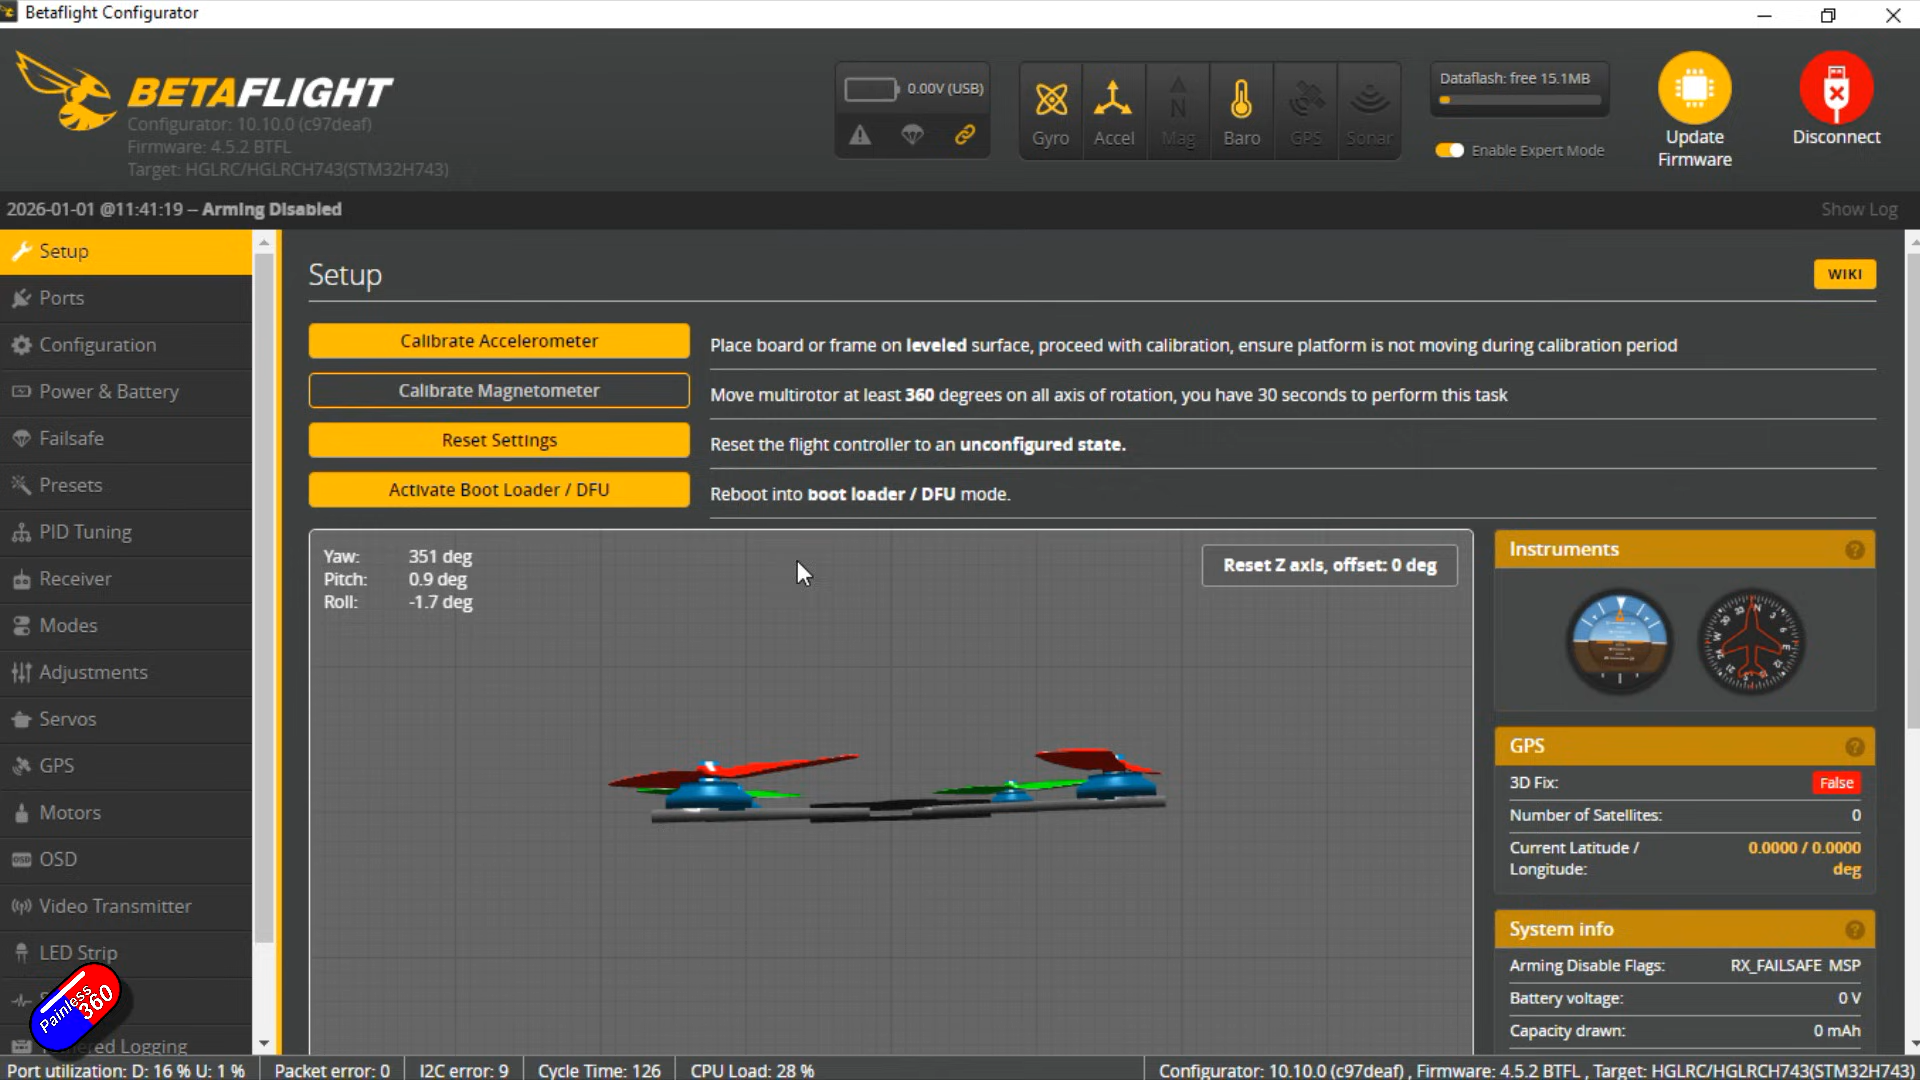 Betaflight Configurator
BETAFLIGHT
Configurator: 10.10.0 (c97deaf)
Firmware: 4.5.2 BTFL
Target: HGLRC/HGLRCH743(STM32H743)
0.00V (USB)
Gyro
Accel
Mag
Baro
GPS
Sonar
Dataflash: free 15.1MB
Enable Expert Mode
Update
Firmware
Disconnect
2026-01-01 @11:41:19 -- Arming Disabled
Show Log
Setup
Ports
Configuration
Power & Battery
Failsafe
Presets
PID Tuning
Receiver
Modes
Adjustments
Servos
GPS
Motors
OSD
Video Transmitter
LED Strip
Painless
360
Setup
WIKI
Calibrate Accelerometer
Place board or frame on leveled surface, proceed with calibration, ensure platform is not moving during calibration period
Calibrate Magnetometer
Move multirotor at least 360 degrees on all axis of rotation, you have 30 seconds to perform this task
Reset Settings
Reset the flight controller to an unconfigured state.
Activate Boot Loader / DFU
Reboot into boot loader / DFU mode.
Yaw: 351 deg
Pitch: 0.9 deg
Roll: -1.7 deg
Reset Z axis, offset: 0 deg
Instruments
GPS
3D Fix: False
Number of Satellites: 0
Current Latitude / 0.0000 / 0.0000
Longitude: deg
System info
Arming Disable Flags: RX_FAILSAFE MSP
Battery voltage: 0 V
Capacity drawn: 0 mAh
Port utilization: D: 16 % U: 1 %
Packet error: 0
I2C error: 9
Cycle Time: 126
CPU Load: 28 %
Configurator: 10.10.0 (c97deaf) , Firmware: 4.5.2 BTFL , Target: HGLRC/HGLRCH743(STM32H743)